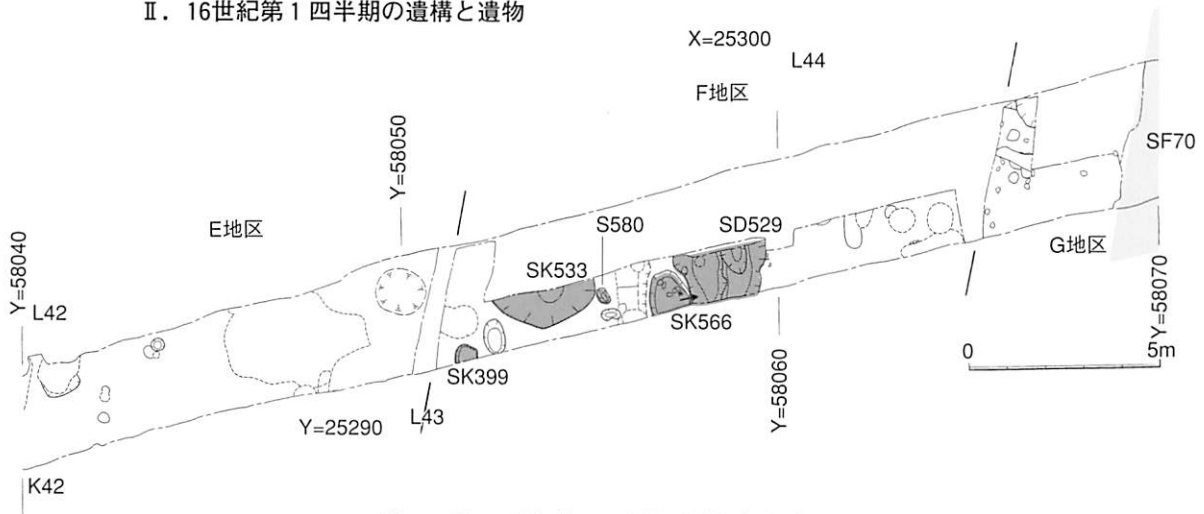 Ⅱ．16世紀第1四半期の遺構と遺物
X=25300
L44
F地区
Y=58050
SF70
E地区
S580
SD529
G地区
Y=58040
SK533
Y=58070
L42
SK566
0 5m
SK399
Y=58060
Y=25290
L43
K42